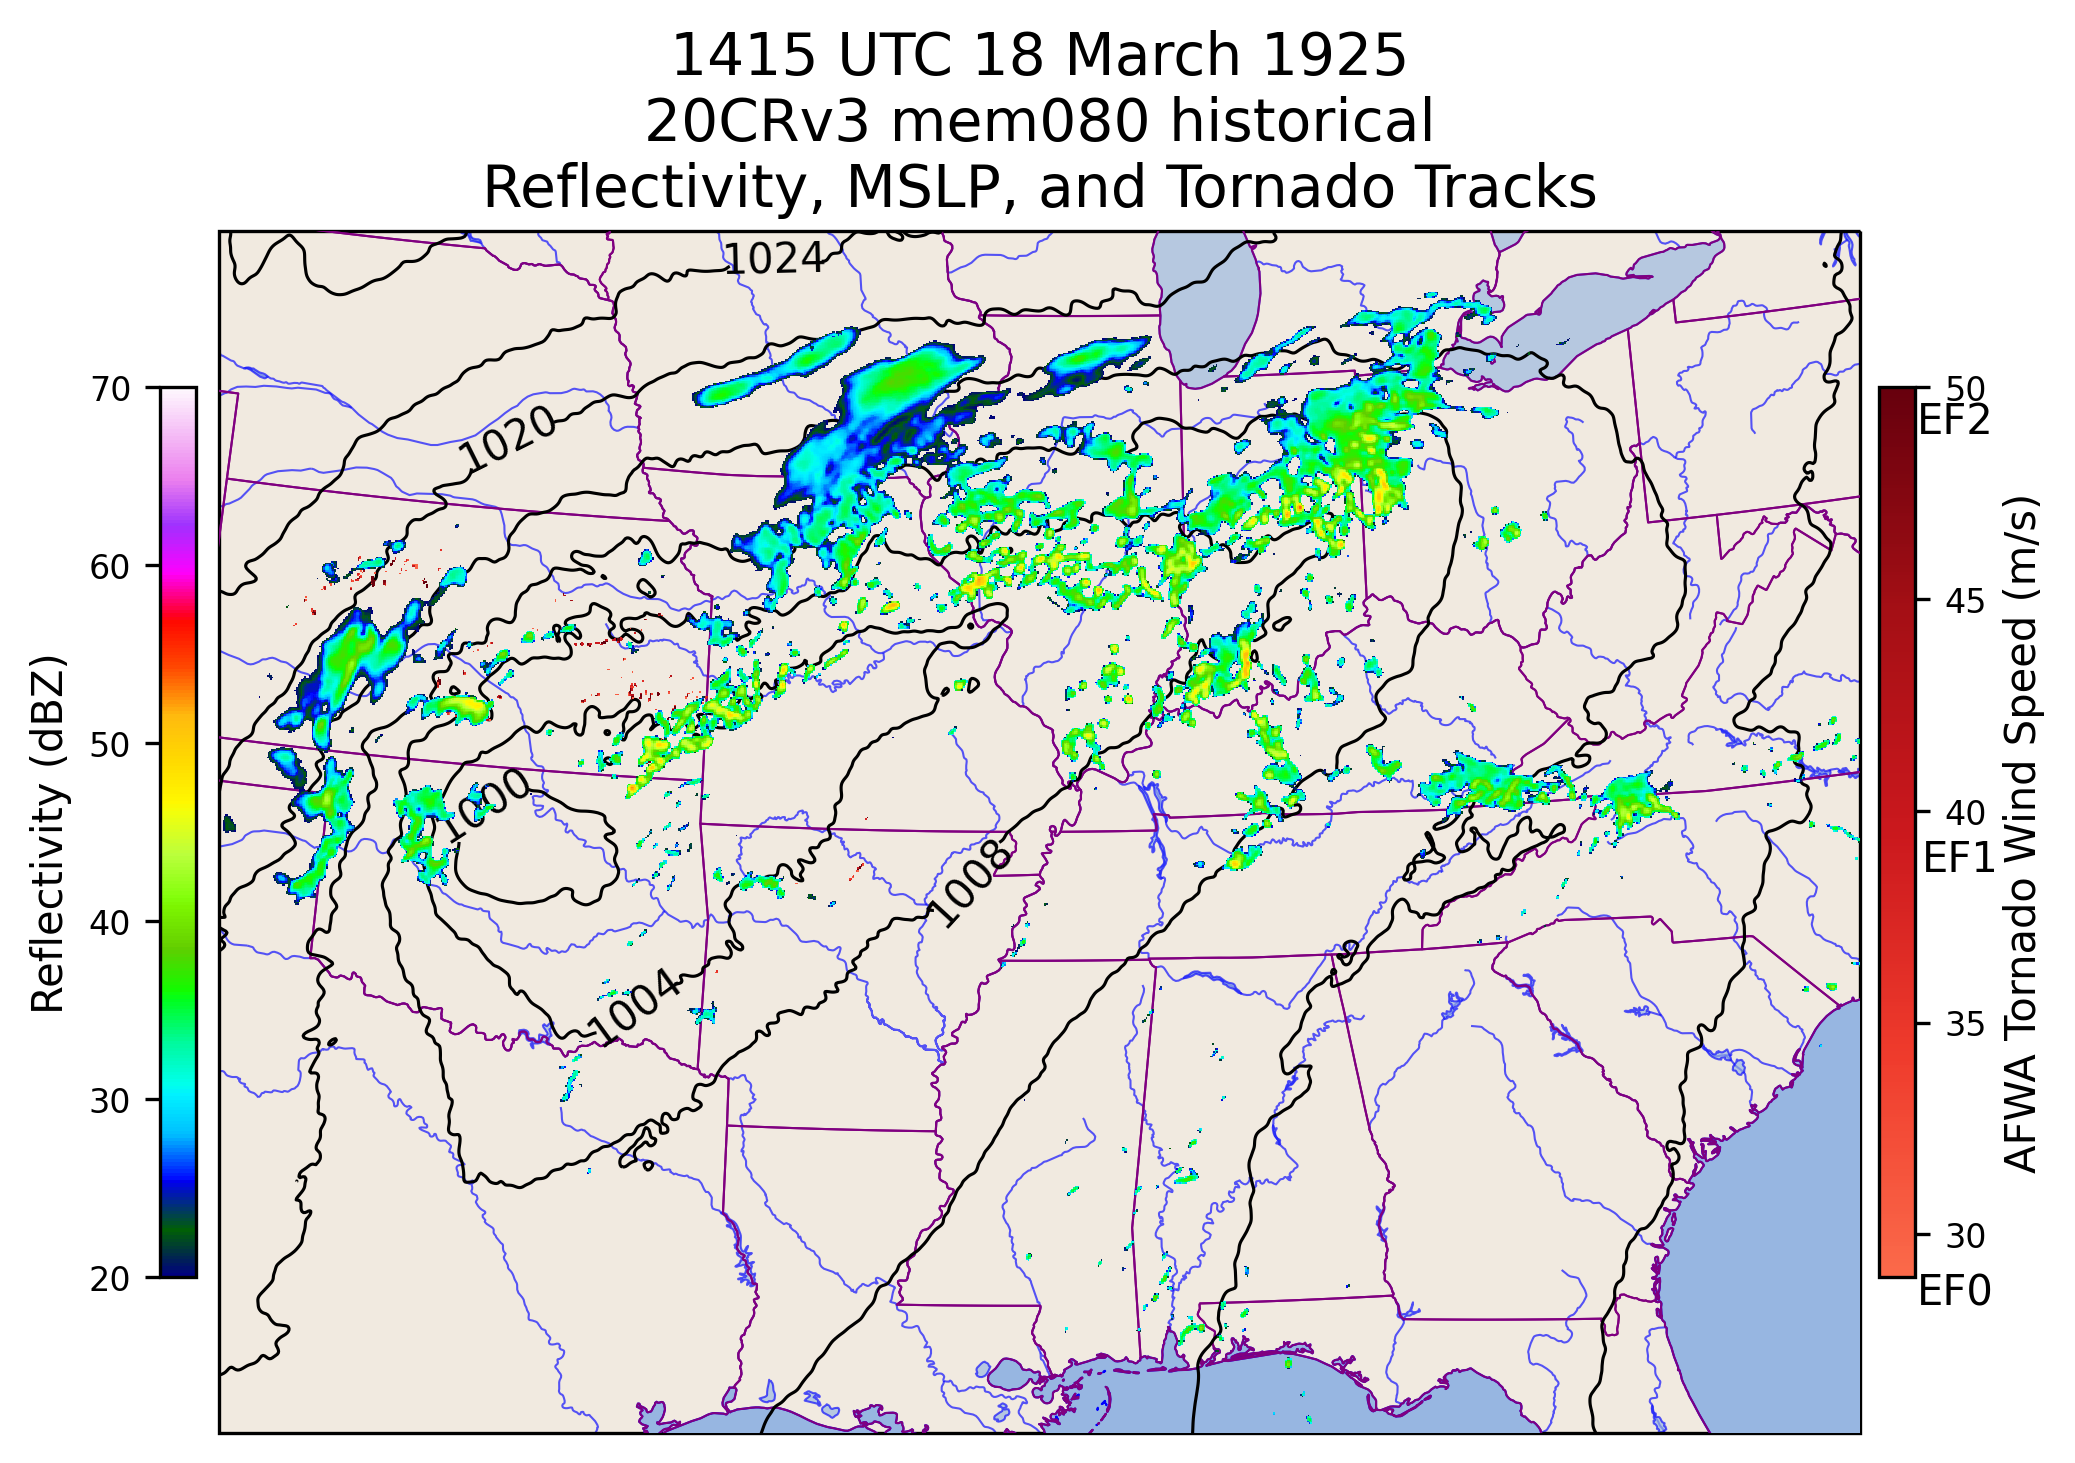 1415 UTC 18 March 1925
20CRv3 mem080 historical
Reflectivity, MSLP, and Tornado Tracks
1024
1020
1000
1008
1004
Reflectivity (dBZ)
70
60
50
40
30
20
50
EF2
45
40
EF1
35
30
EF0
AFWA Tornado Wind Speed (m/s)